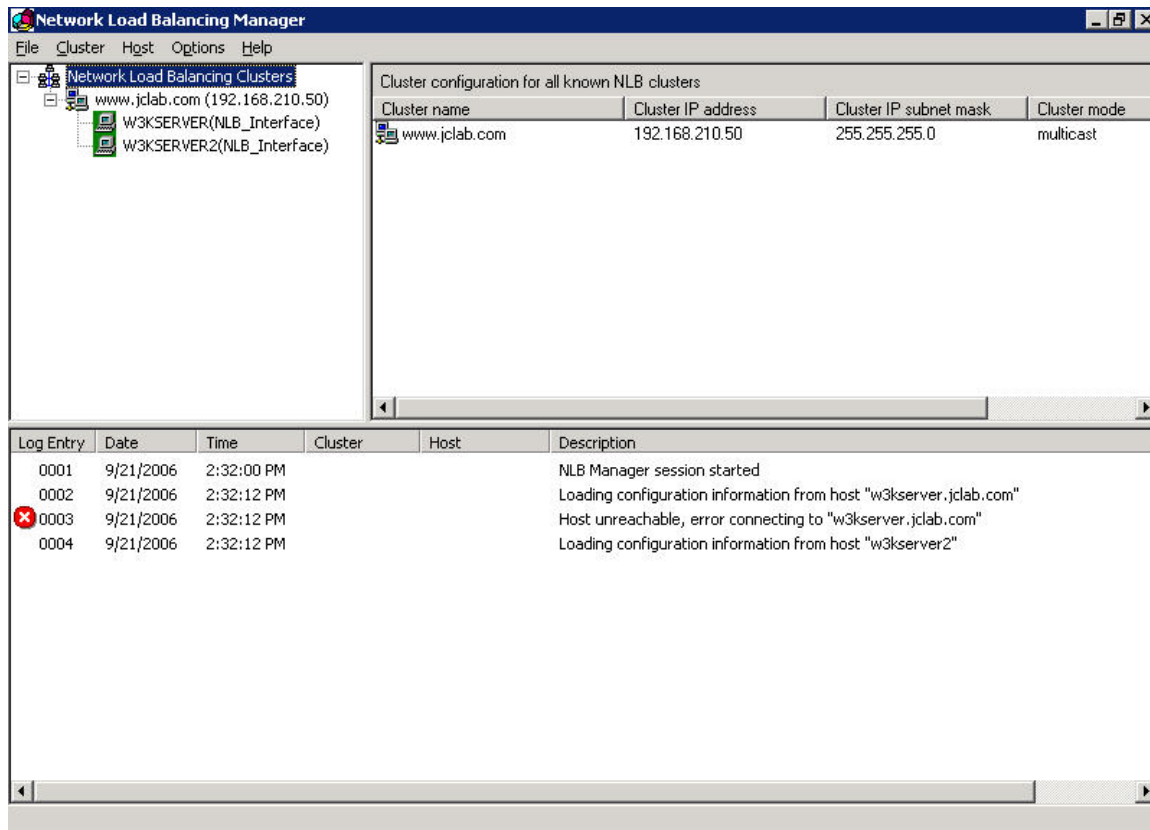 Network Load Balancing Manager
File Cluster Host Options Help
Network Load Balancing Clusters
www.jclab.com (192.168.210.50)
W3KSERVER(NLB_Interface)
W3KSERVER2(NLB_Interface)
Cluster configuration for all known NLB clusters
Cluster name Cluster IP address Cluster IP subnet mask Cluster mode
www.jclab.com 192.168.210.50 255.255.255.0 multicast
Log Entry Date Time Cluster Host Description
0001 9/21/2006 2:32:00 PM NLB Manager session started
0002 9/21/2006 2:32:12 PM Loading configuration information from host "w3kserver.jclab.com"
0003 9/21/2006 2:32:12 PM Host unreachable, error connecting to "w3kserver.jclab.com"
0004 9/21/2006 2:32:12 PM Loading configuration information from host "w3kserver2"